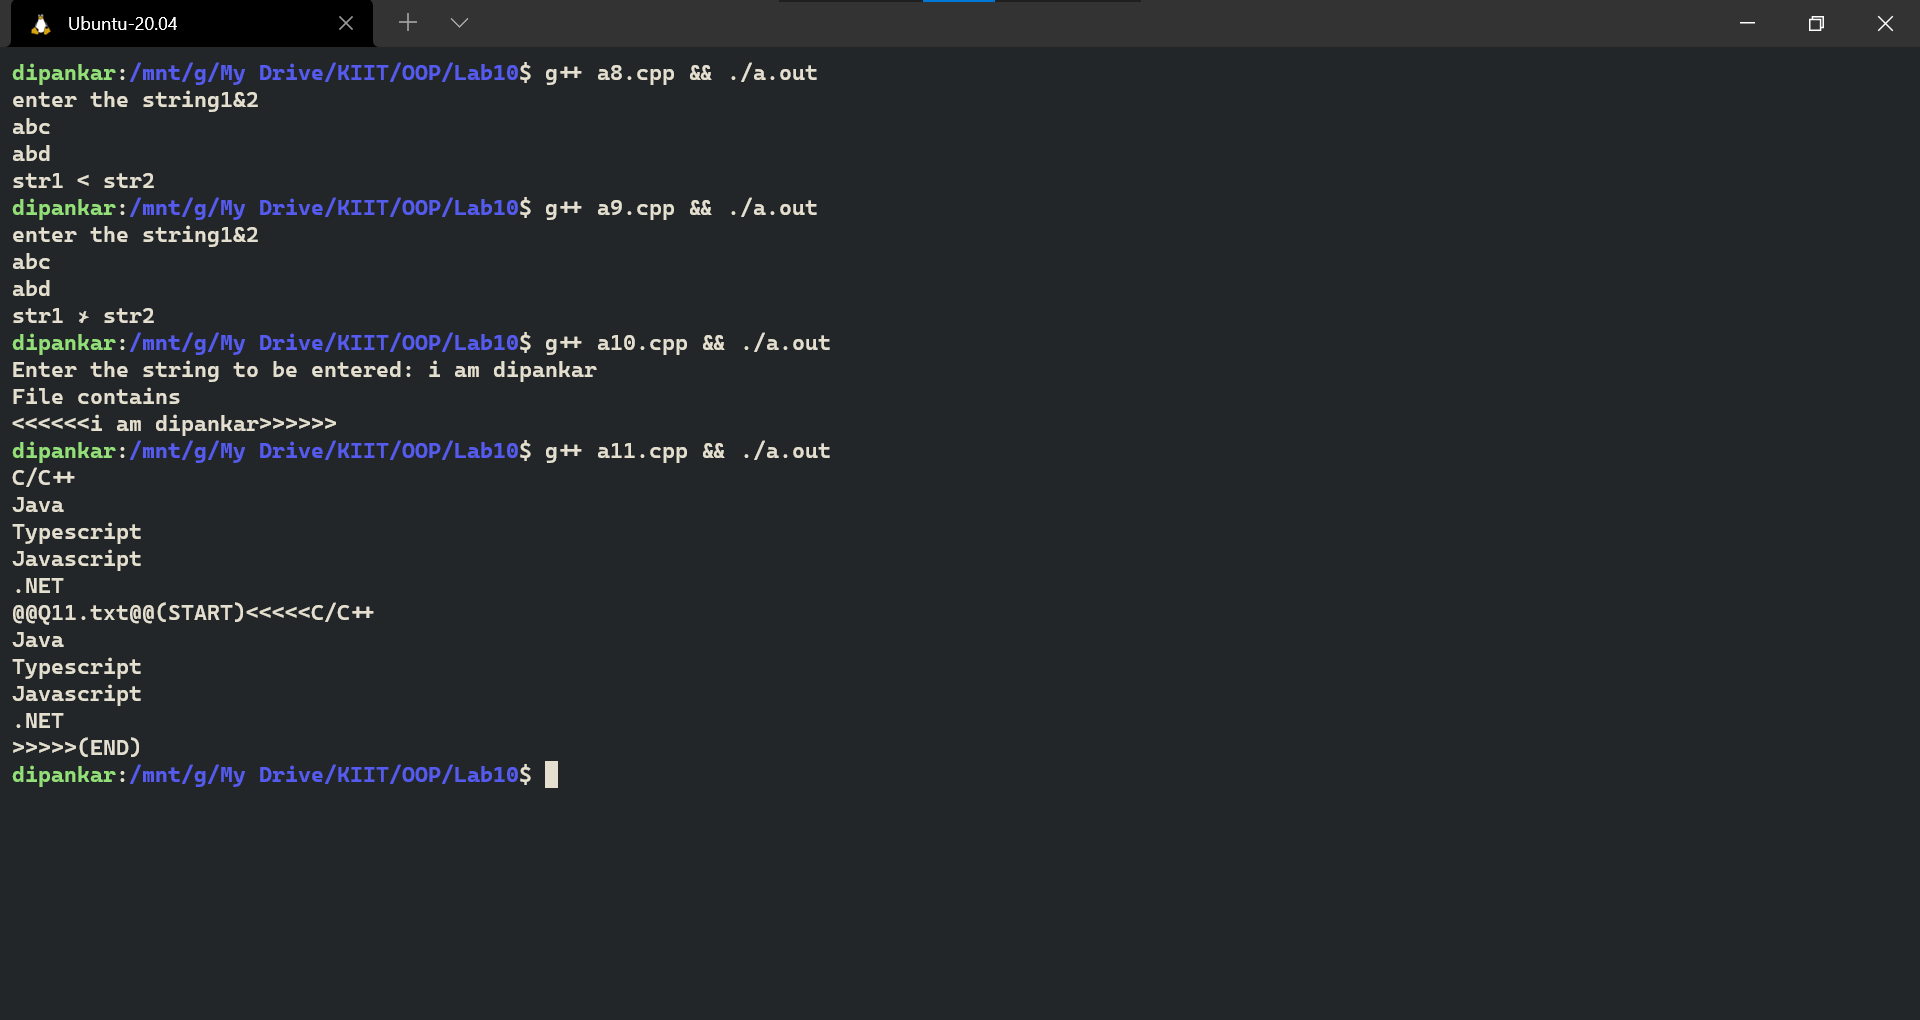 Ubuntu-20.04
dipankar:/mnt/g/My Drive/KIIT/OOP/Lab10$ g++ a8.cpp && ./a.out
enter the string1&2
abc
abd
str1 < str2
dipankar:/mnt/g/My Drive/KIIT/OOP/Lab10$ g++ a9.cpp && ./a.out
enter the string1&2
abc
abd
str1 ≯ str2
dipankar:/mnt/g/My Drive/KIIT/OOP/Lab10$ g++ a10.cpp && ./a.out
Enter the string to be entered: i am dipankar
File contains
<<<<<<i am dipankar>>>>>>
dipankar:/mnt/g/My Drive/KIIT/OOP/Lab10$ g++ a11.cpp && ./a.out
C/C++
Java
Typescript
Javascript
.NET
@@Q11.txt@@(START)<<<<<C/C++
Java
Typescript
Javascript
.NET
>>>>>(END)
dipankar:/mnt/g/My Drive/KIIT/OOP/Lab10$